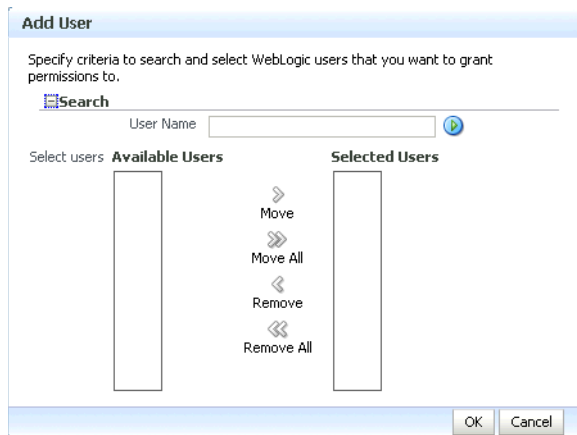 Add User
Specify criteria to search and select WebLogic users that you want to grant
permissions to.
Search
User Name
Select users Available Users Selected Users
Move
Move All
Remove
Remove All
OK Cancel